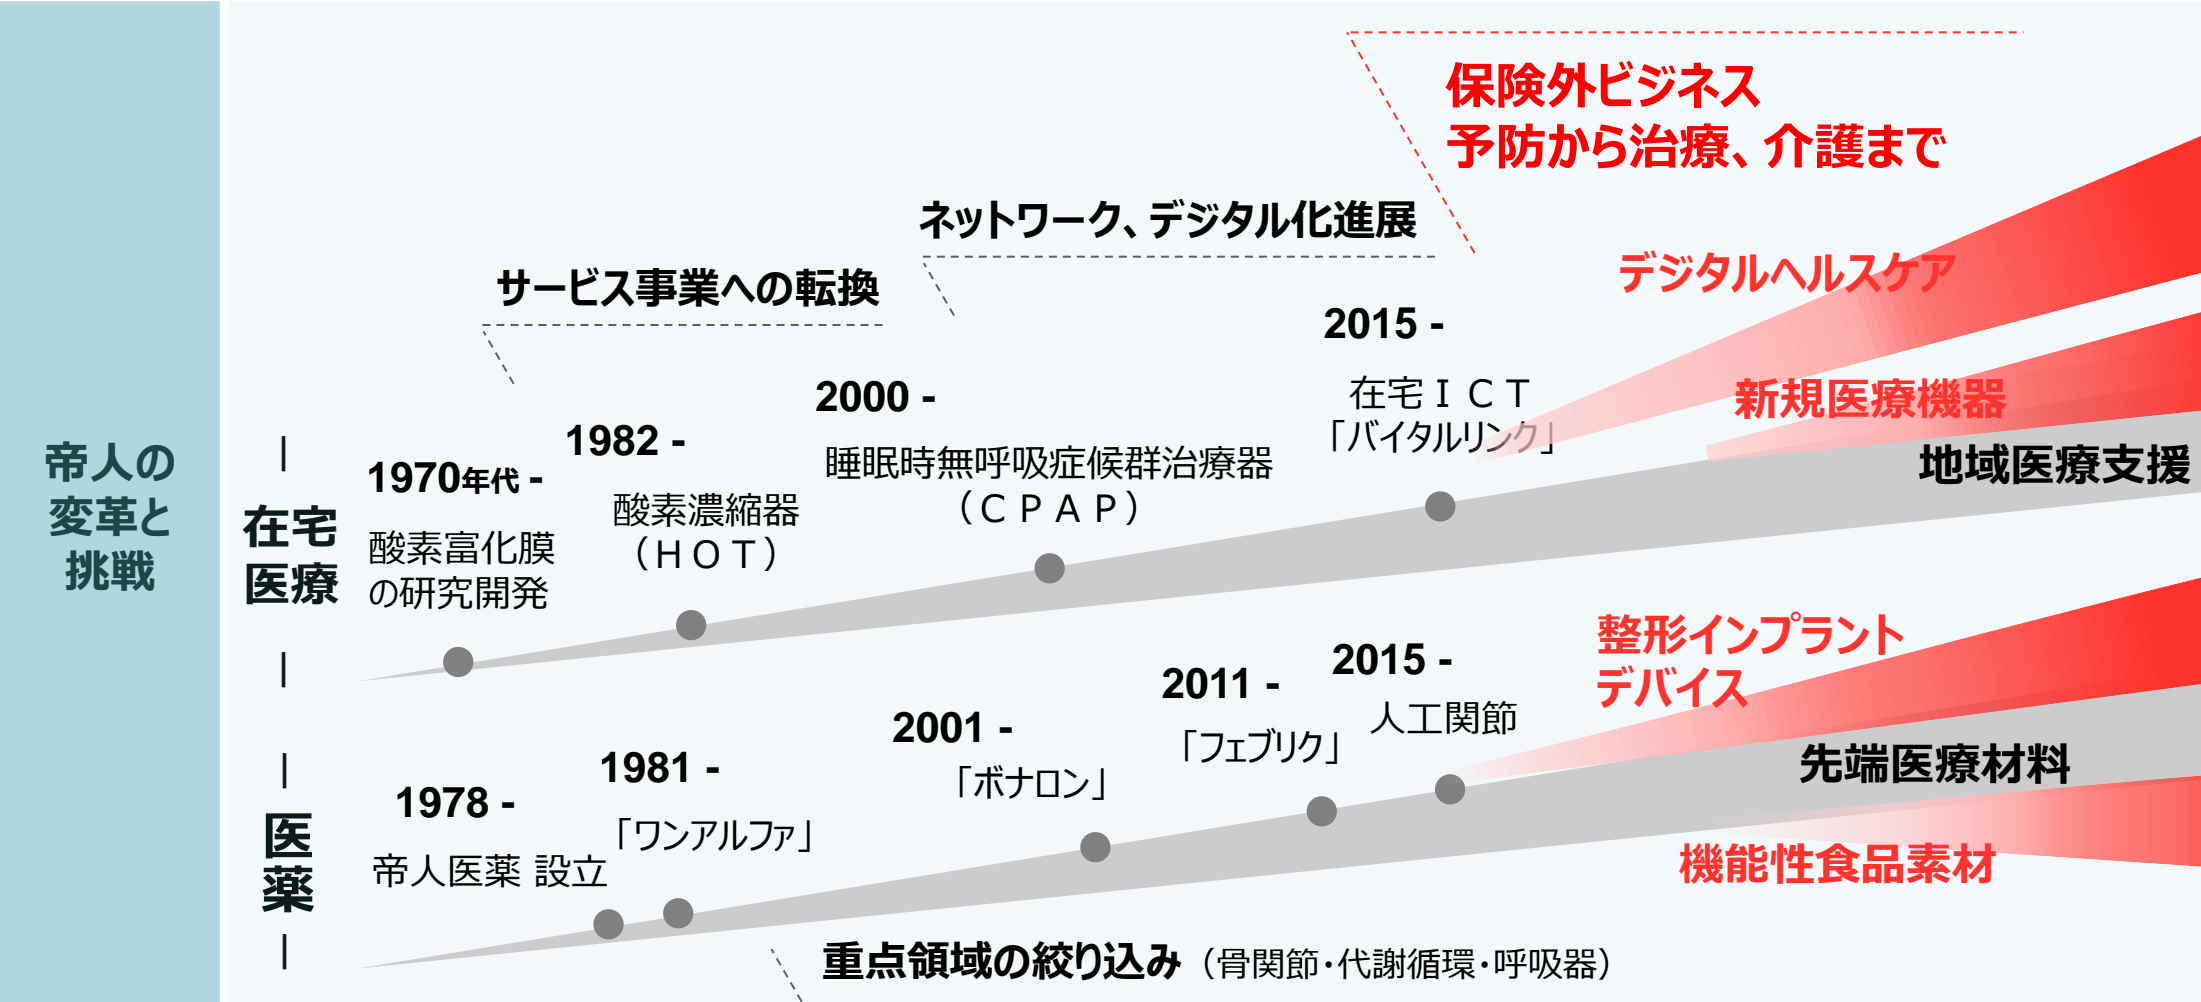 帝人の
変革と
挑戦
保険外ビジネス
予防から治療、介護まで
ネットワーク、デジタル化進展
サービス事業への転換
デジタルヘルスケア
新規医療機器
地域医療支援
在宅
医療
1970年代 -
酸素富化膜
の研究開発
1982 -
酸素濃縮器
（ＨＯＴ）
2000 -
睡眠時無呼吸症候群治療器
（ＣＰＡＰ）
2015 -
在宅ＩＣＴ
「バイタルリンク」
医
薬
1978 -
帝人医薬 設立
1981 -
「ワンアルファ」
2001 -
「ボナロン」
2011 -
「フェブリク」
2015 -
人工関節
整形インプラント
デバイス
先端医療材料
機能性食品素材
重点領域の絞り込み（骨関節・代謝循環・呼吸器）